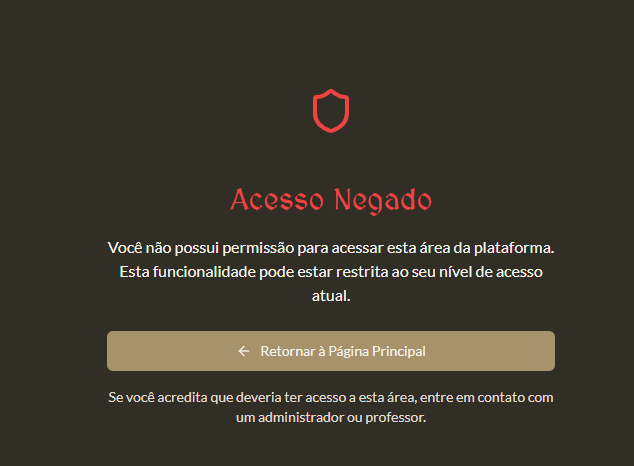 Acesso Negado
Você não possui permissão para acessar esta área da plataforma.
Esta funcionalidade pode estar restrita ao seu nível de acesso
atual.
Retornar à Página Principal
Se você acredita que deveria ter acesso a esta área, entre em contato com
um administrador ou professor.